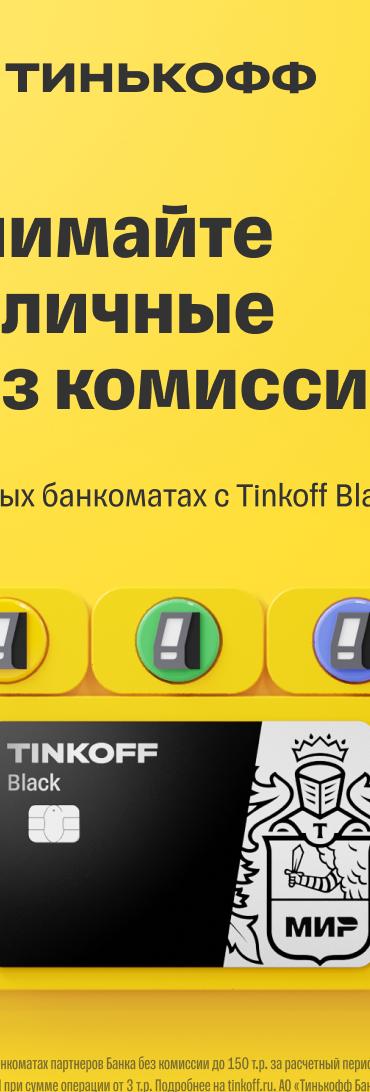 ТИНЬКОФФ
нимайте
личные
з комисси
ых банкоматах с Tinkoff Bla
TINKOFF
Black
T
МИР
нкоматах партнеров Банка без комиссии до 150 т.р. за расчетный перио
при сумме операции от 3 т.р. Подробнее на tinkoff.ru. АО «Тинькофф Бан